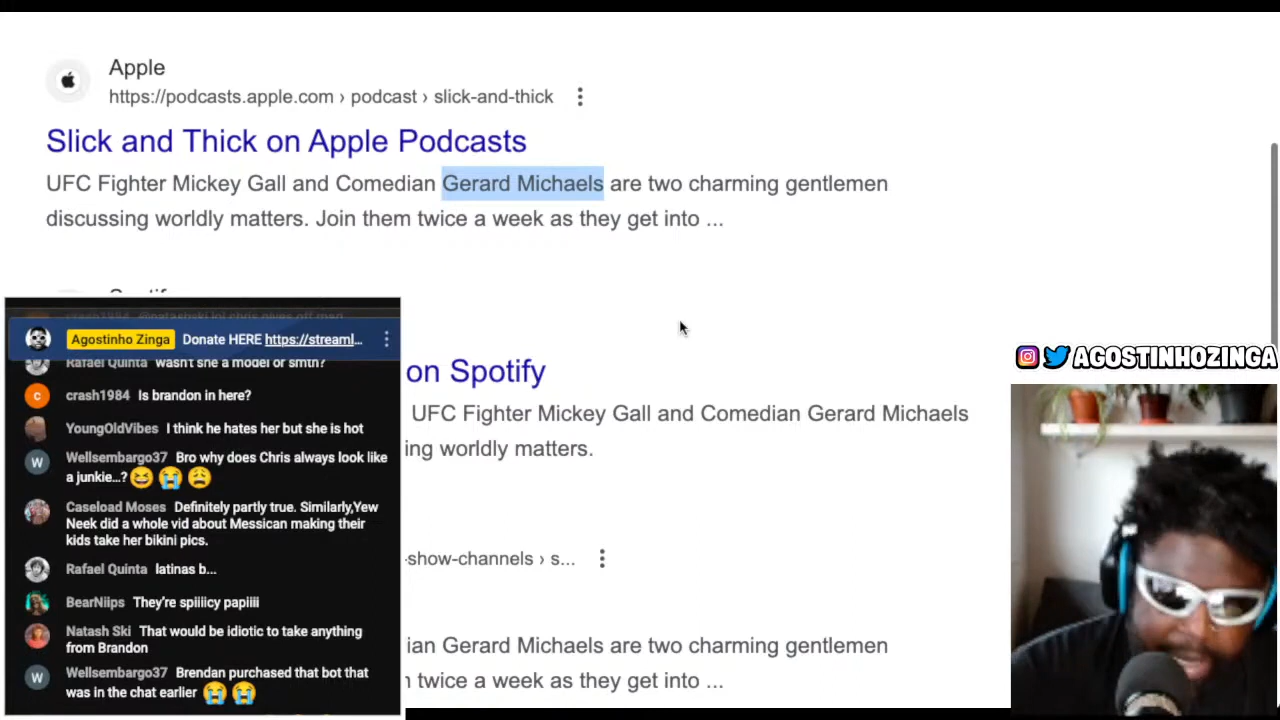 Apple
https://podcasts.apple.com › podcast › slick-and-thick
Slick and Thick on Apple Podcasts
UFC Fighter Mickey Gall and Comedian Gerard Michaels are two charming gentlemen
discussing worldly matters. Join them twice a week as they get into ...
Agostinho Zinga Donate HERE https://streaml...
Rafael Quinta wasn't she a model or smtn?
crash1984 Is brandon in here?
YoungOldVibes I think he hates her but she is hot
Wellsembargo37 Bro why does Chris always look like
a junkie...?😆😭😩
Caseload Moses Definitely partly true. Similarly,Yew
Neek did a whole vid about Messican making their
kids take her bikini pics.
Rafael Quinta latinas b...
BearNiips They're spiiiicy papiiii
Natash Ski That would be idiotic to take anything
from Brandon
Wellsembargo37 Brendan purchased that bot that
was in the chat earlier 😭😭
on Spotify
UFC Fighter Mickey Gall and Comedian Gerard Michaels
ing worldly matters.
-show-channels › s...
ian Gerard Michaels are two charming gentlemen
twice a week as they get into ...
AGOSTINHOZINGA